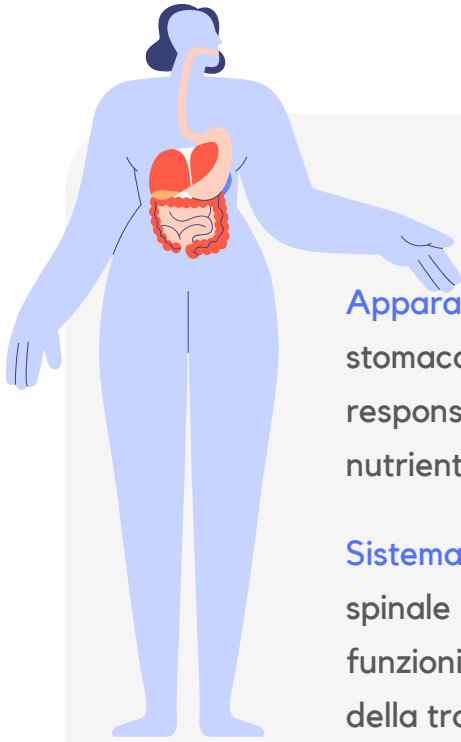 Appara
stomaco
respons
nutrient
Sistema
spinale
funzioni
della tra